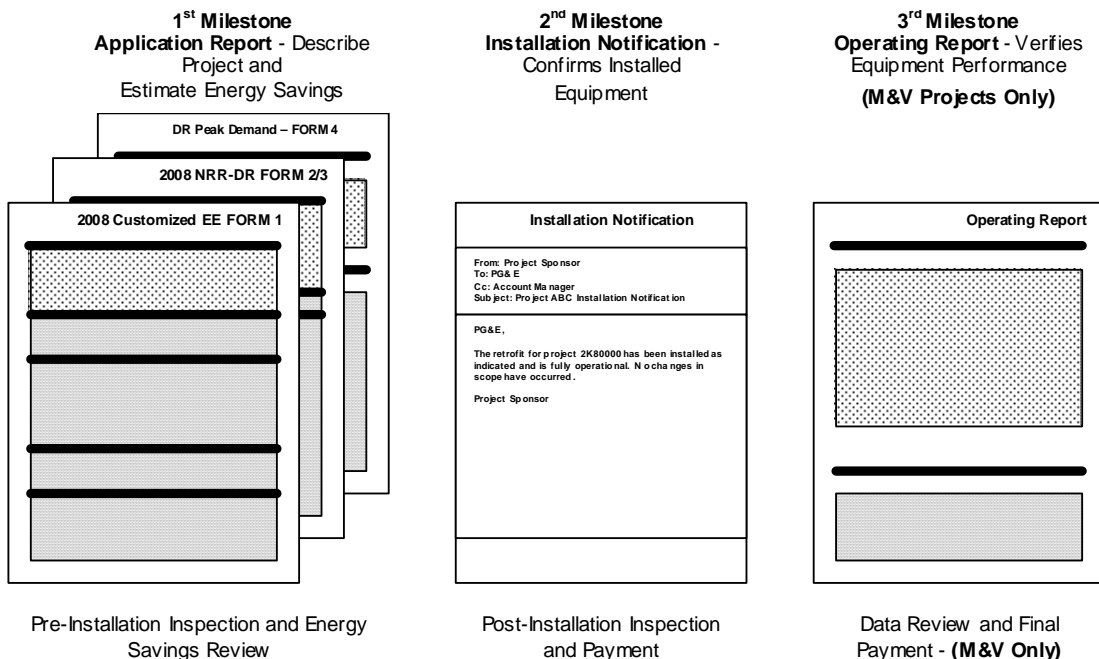 1st Milestone
Application Report - Describe
Project and
Estimate Energy Savings
DR Peak Demand – FORM 4
2008 NRR-DR FORM 2/3
2008 Customized EE FORM 1
Pre-Installation Inspection and Energy
Savings Review
2nd Milestone
Installation Notification -
Confirms Installed
Equipment
Installation Notification
From: Project Sponsor
To: PG&E
Cc: Account Manager
Subject: Project ABC Installation Notification
PG&E,
The retrofit for project 2K80000 has been installed as
indicated and is fully operational. No changes in
scope have occurred.
Project Sponsor
Post-Installation Inspection
and Payment
3rd Milestone
Operating Report - Verifies
Equipment Performance
(M&V Projects Only)
Operating Report
Data Review and Final
Payment - (M&V Only)